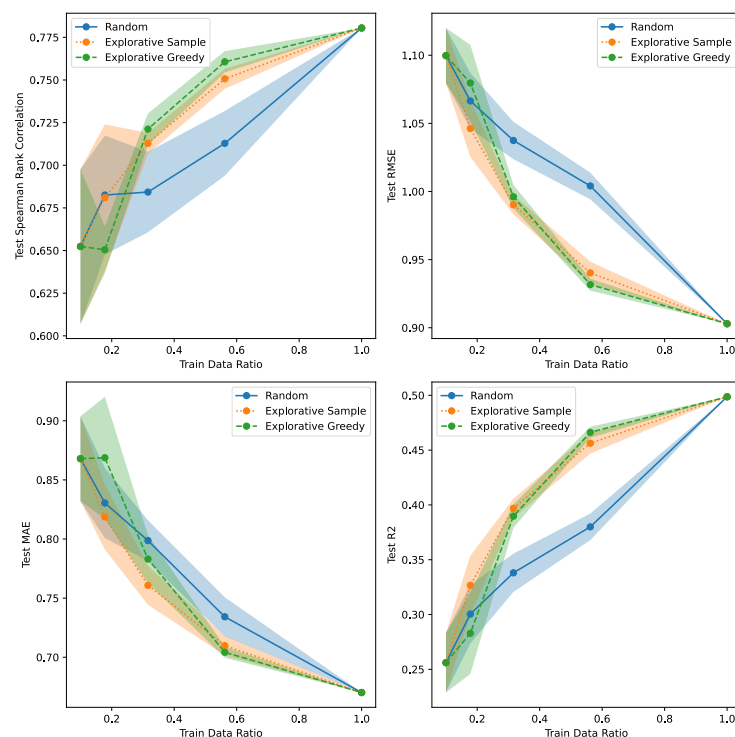 0.775
0.750
0.725
0.700
0.675
0.650
0.625
0.600
Test Spearman Rank Correlation
Random
Explorative Sample
Explorative Greedy
0.2 0.4 0.6 0.8 1.0
Train Data Ratio
1.10
1.05
1.00
0.95
0.90
Test RMSE
Random
Explorative Sample
Explorative Greedy
0.2 0.4 0.6 0.8 1.0
Train Data Ratio
0.90
0.85
0.80
0.75
0.70
Test MAE
Random
Explorative Sample
Explorative Greedy
0.2 0.4 0.6 0.8 1.0
Train Data Ratio
0.50
0.45
0.40
0.35
0.30
0.25
Test R2
Random
Explorative Sample
Explorative Greedy
0.2 0.4 0.6 0.8 1.0
Train Data Ratio